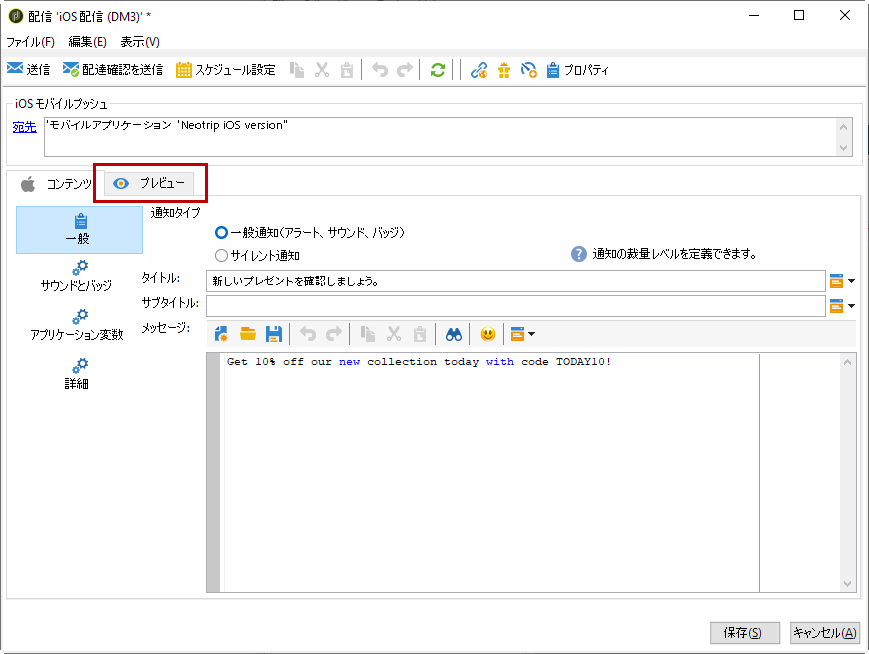 配信 'iOS 配信 (DM3)' *
ファイル(F) 編集(E) 表示(V)
送信 配達確認を送信 スケジュール設定 プロパティ
iOS モバイルプッシュ
宛先 'モバイルアプリケーション 'Neotrip iOS version''
コンテンツ プレビュー
通知タイプ
一般
一般通知(アラート、サウンド、バッジ)
サイレント通知
? 通知の裁量レベルを定義できます。
サウンドとバッジ
アプリケーション変数
詳細
タイトル: 新しいプレゼントを確認しましょう。
サブタイトル:
メッセージ:
Get 10% off our new collection today with code TODAY10!
保存(S) キャンセル(A)